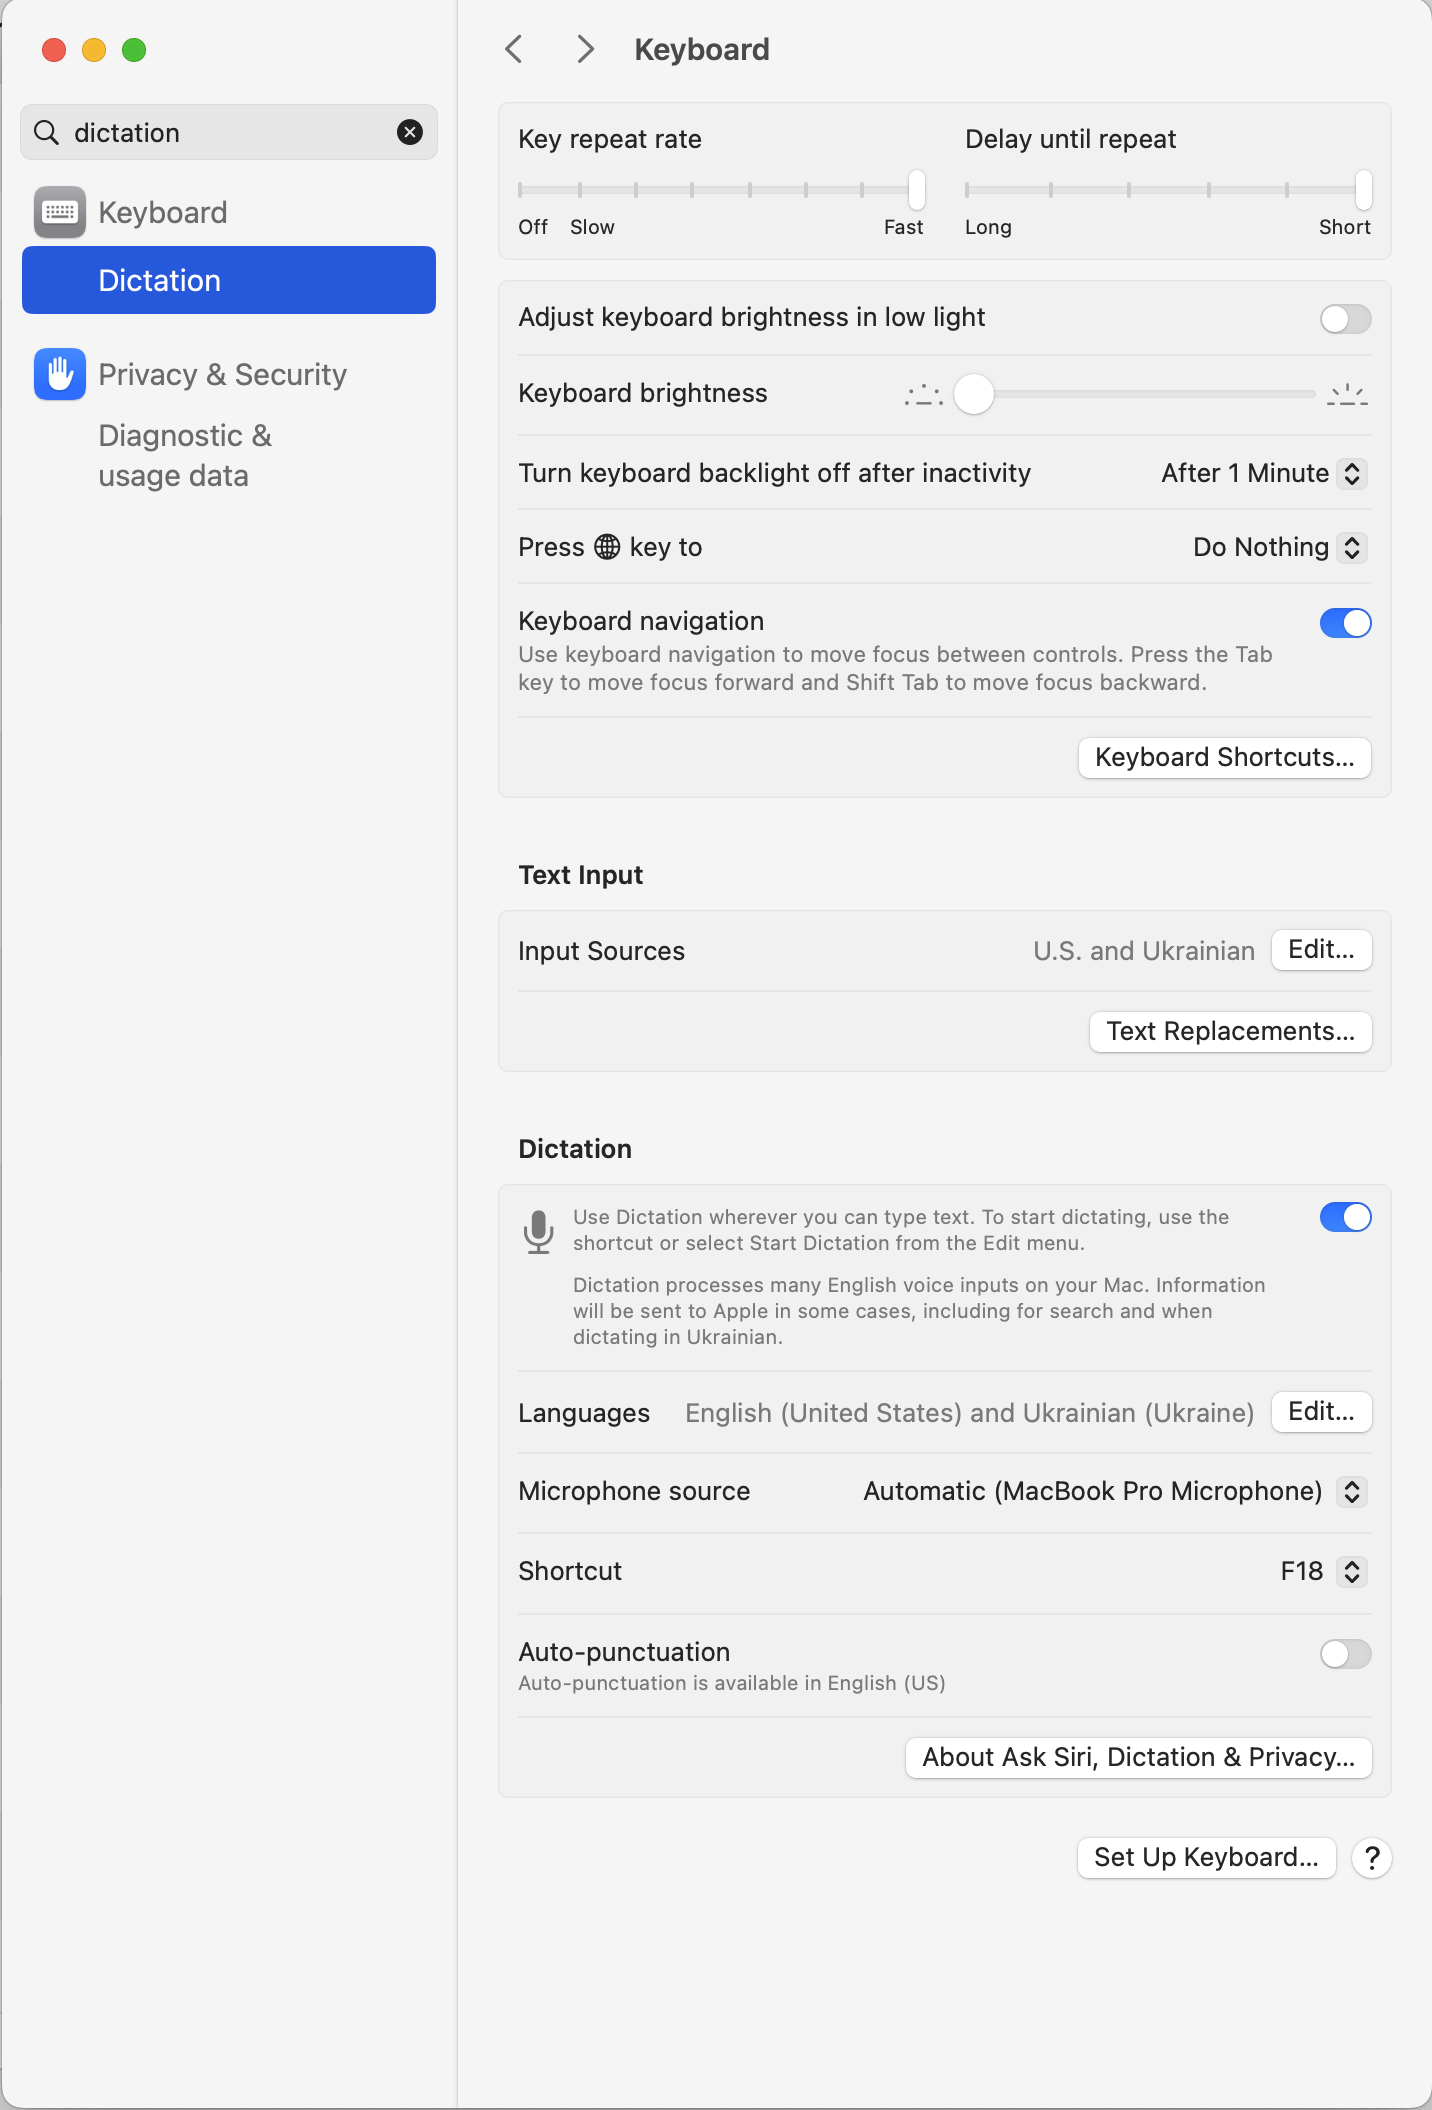 Keyboard
dictation
Keyboard
Dictation
Privacy & Security
Diagnostic &
usage data
Key repeat rate
Off Slow Fast
Delay until repeat
Long Short
Adjust keyboard brightness in low light
Keyboard brightness
Turn keyboard backlight off after inactivity After 1 Minute
Press key to Do Nothing
Keyboard navigation
Use keyboard navigation to move focus between controls. Press the Tab
key to move focus forward and Shift Tab to move focus backward.
Keyboard Shortcuts...
Text Input
Input Sources U.S. and Ukrainian Edit...
Text Replacements...
Dictation
Use Dictation wherever you can type text. To start dictating, use the
shortcut or select Start Dictation from the Edit menu.
Dictation processes many English voice inputs on your Mac. Information
will be sent to Apple in some cases, including for search and when
dictating in Ukrainian.
Languages English (United States) and Ukrainian (Ukraine) Edit...
Microphone source Automatic (MacBook Pro Microphone)
Shortcut F18
Auto-punctuation
Auto-punctuation is available in English (US)
About Ask Siri, Dictation & Privacy...
Set Up Keyboard... ?